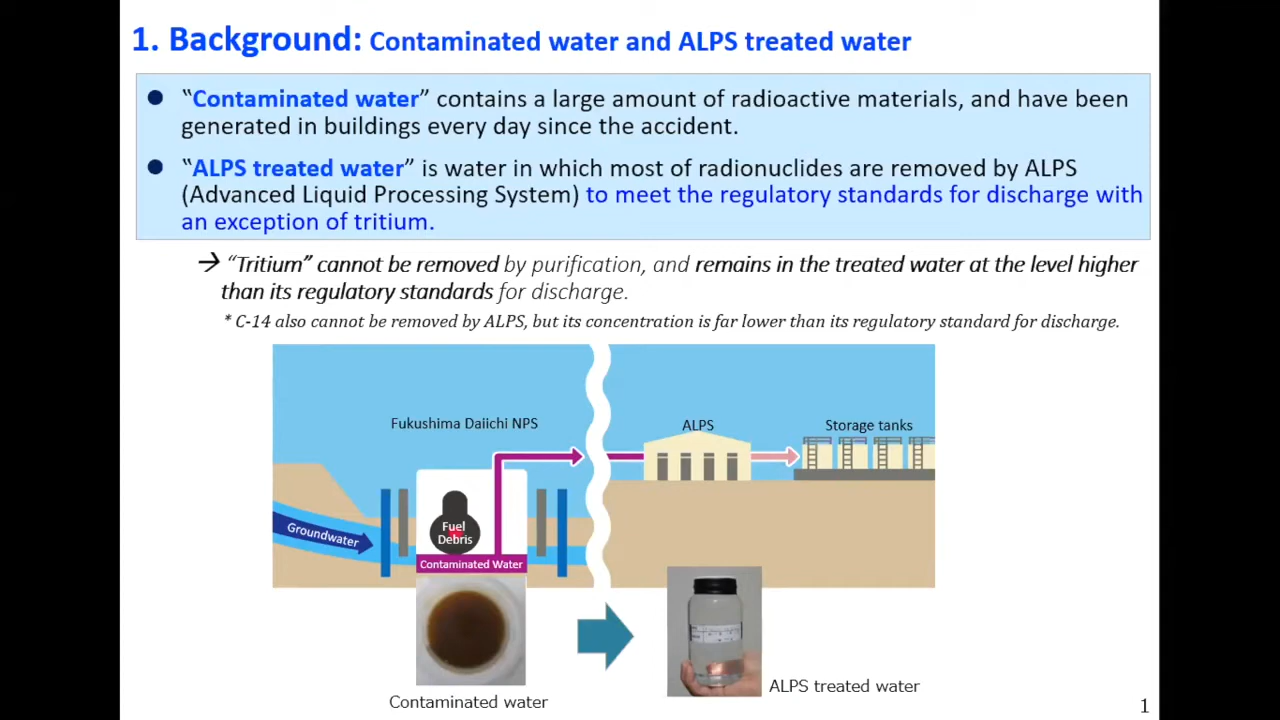 1. Background: Contaminated water and ALPS treated water
● “Contaminated water” contains a large amount of radioactive materials, and have been
generated in buildings every day since the accident.
● “ALPS treated water” is water in which most of radionuclides are removed by ALPS
(Advanced Liquid Processing System) to meet the regulatory standards for discharge with
an exception of tritium.
→ “Tritium” cannot be removed by purification, and remains in the treated water at the level higher
than its regulatory standards for discharge.
* C-14 also cannot be removed by ALPS, but its concentration is far lower than its regulatory standard for discharge.
Fukushima Daiichi NPS
ALPS
Storage tanks
Groundwater
Fuel
Debris
Contaminated Water
Contaminated water
ALPS treated water
1